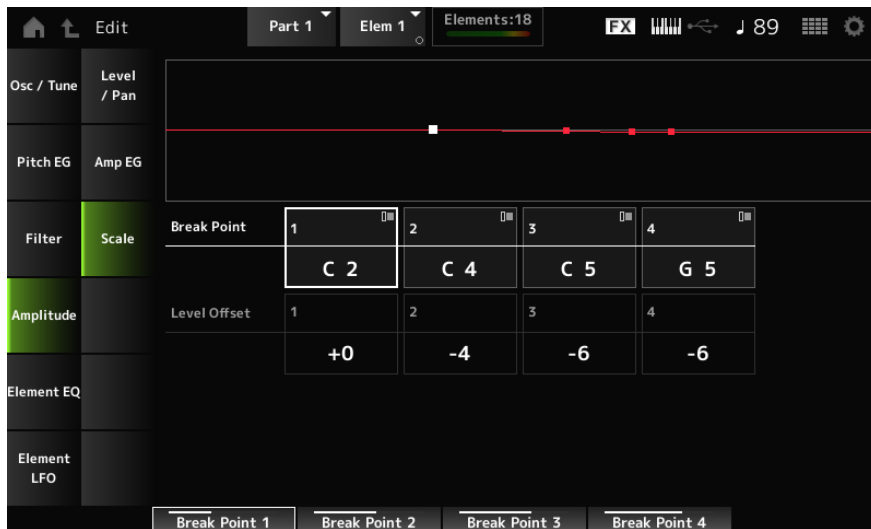 Edit
Part 1
Elem 1
Elements:18
FX
♩ 89
Osc / Tune
Level
/ Pan
Pitch EG
Amp EG
Filter
Scale
Amplitude
Element EQ
Element
LFO
Break Point
1
2
3
4
C 2
C 4
C 5
G 5
Level Offset
1
2
3
4
+0
-4
-6
-6
Break Point 1
Break Point 2
Break Point 3
Break Point 4